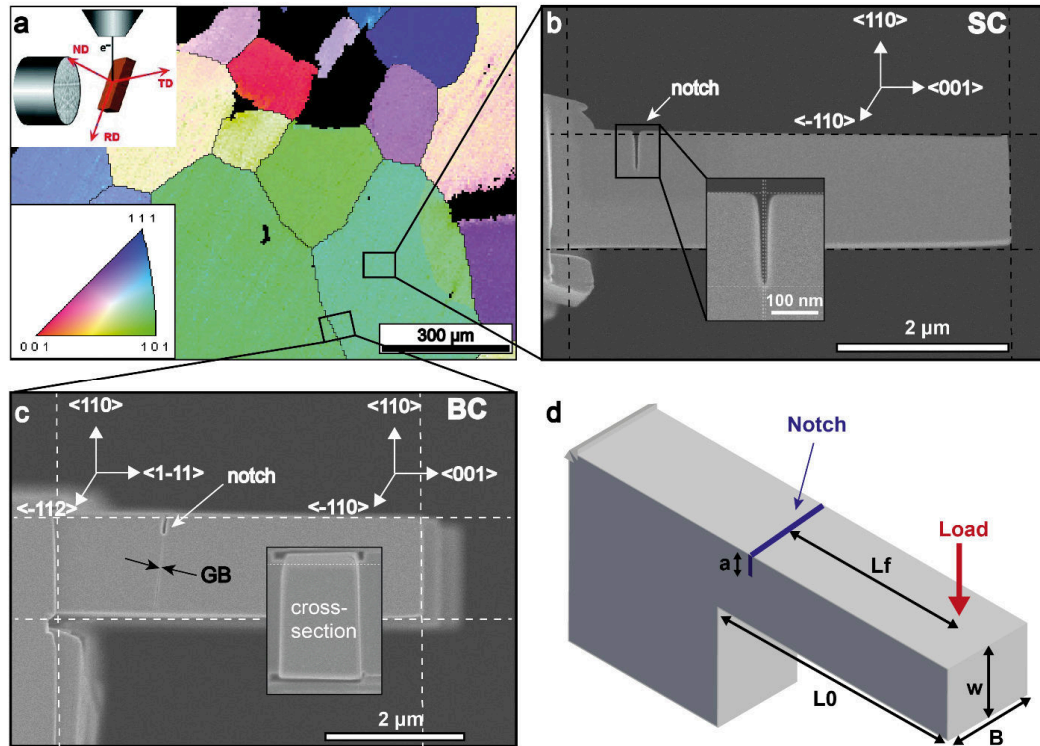 a
ND
e⁻
TD
RD
1 1 1
0 0 1
1 0 1
300 µm
b
SC
<110>
<001>
<-110>
notch
100 nm
2 µm
c
BC
<110>
<1-11>
<-112>
notch
<110>
<001>
<-110>
GB
cross-
section
2 µm
d
Notch
Load
a
Lf
L0
w
B